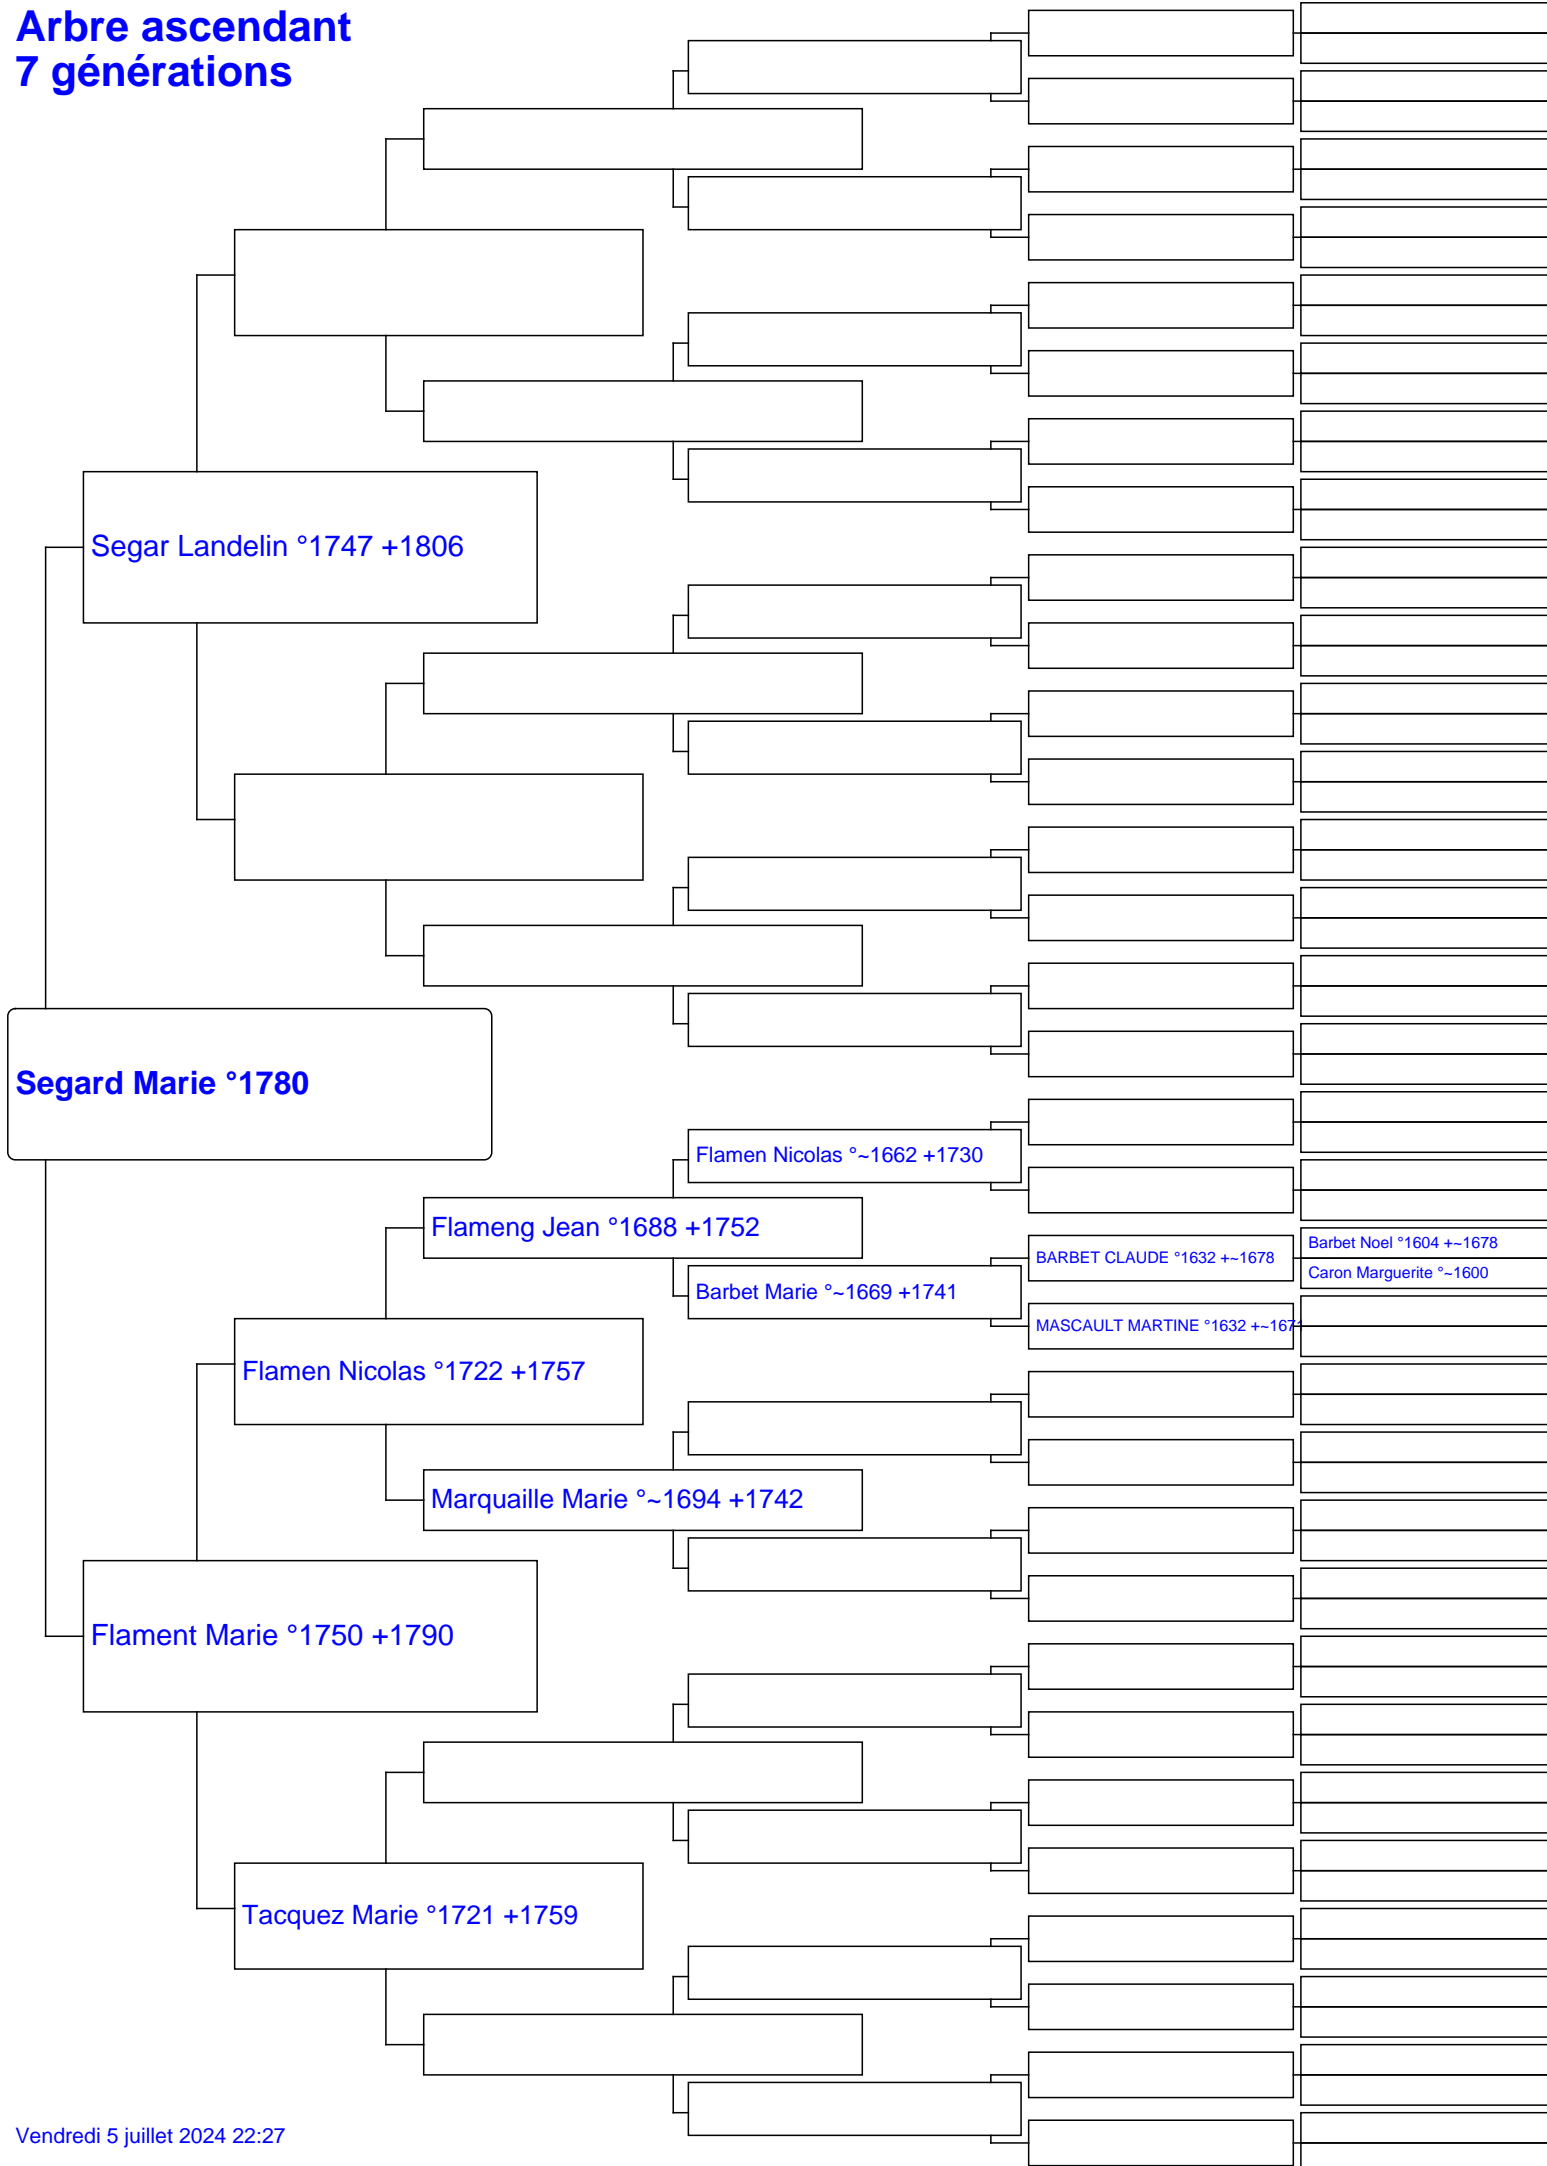 Arbre ascendant
7 générations
Segar Landelin °1747 +1806
Segard Marie °1780
Flamen Nicolas °~1662 +1730
Flameng Jean °1688 +1752
BARBET CLAUDE °1632 +~1678
Barbet Noel °1604 +~1678
Caron Marguerite °~1600
Barbet Marie °~1669 +1741
MASCAULT MARTINE °1632 +~1671
Flamen Nicolas °1722 +1757
Marquaille Marie °~1694 +1742
Flament Marie °1750 +1790
Tacquez Marie °1721 +1759
Vendredi 5 juillet 2024 22:27